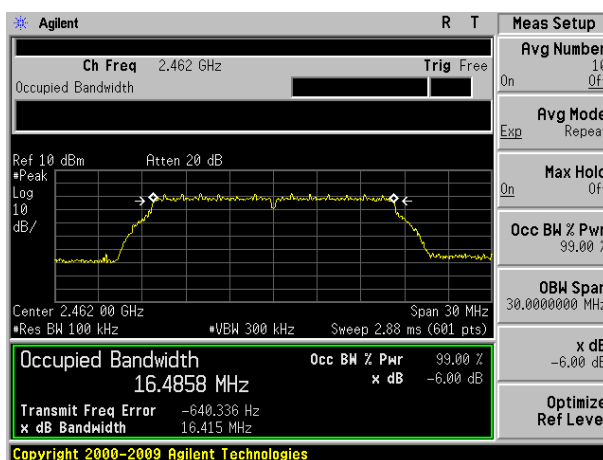 Agilent R T
Ch Freq 2.462 GHz Trig Free
Occupied Bandwidth
Ref 10 dBm Atten 20 dB
#Peak
Log
10
dB/
Center 2.462 00 GHz Span 30 MHz
#Res BW 100 kHz #VBW 300 kHz Sweep 2.88 ms (601 pts)
Occupied Bandwidth Occ BW % Pwr 99.00 %
16.4858 MHz x dB -6.00 dB
Transmit Freq Error -640.336 Hz
x dB Bandwidth 16.415 MHz
Copyright 2000-2009 Agilent Technologies
Meas Setup
Avg Number
10
On Of
Avg Mode
Exp Repea
Max Hold
On Of
Occ BW % Pwr
99.00 %
OBW Span
30.0000000 MHz
x dB
-6.00 dB
Optimize
Ref Leve